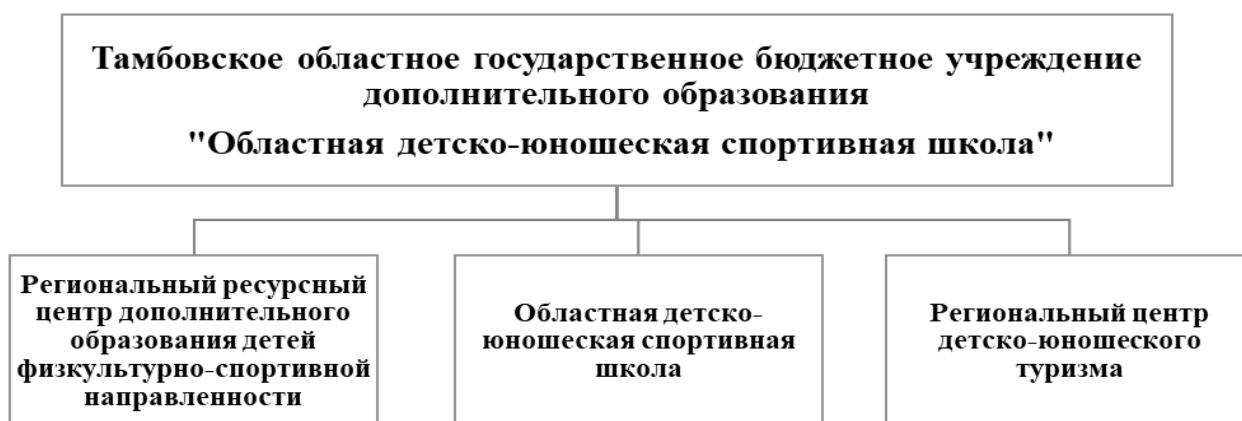 Тамбовское областное государственное бюджетное учреждение
дополнительного образования
"Областная детско-юношеская спортивная школа"
Региональный ресурсный
центр дополнительного
образования детей
физкультурно-спортивной
направленности
Областная детско-
юношеская спортивная
школа
Региональный центр
детско-юношеского
туризма